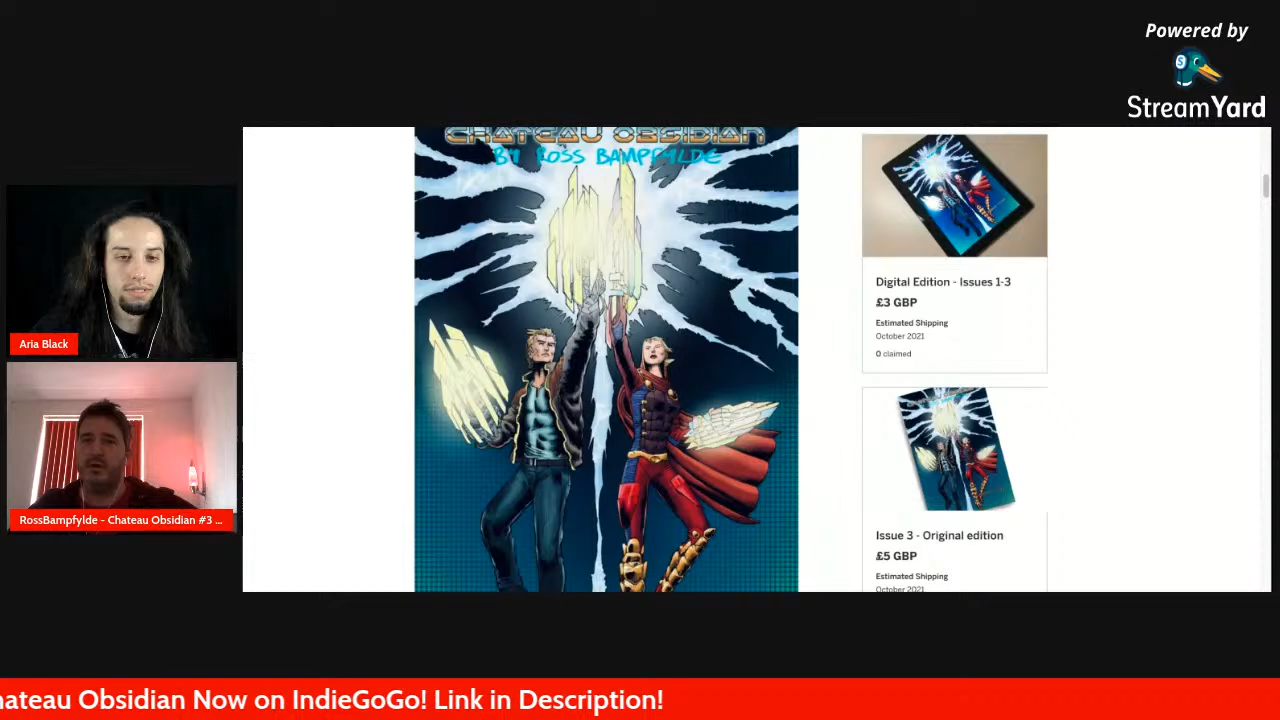 Powered by
StreamYard
CHATEAU OBSIDIAN
BY ROSS BAMPFYLDE
Digital Edition - Issues 1-3
£3 GBP
Estimated Shipping
October 2021
0 claimed
Aria Black
RossBampfylde - Chateau Obsidian #3 ...
Issue 3 - Original edition
£5 GBP
Estimated Shipping
October 2021
hateau Obsidian Now on IndieGoGo! Link in Description!